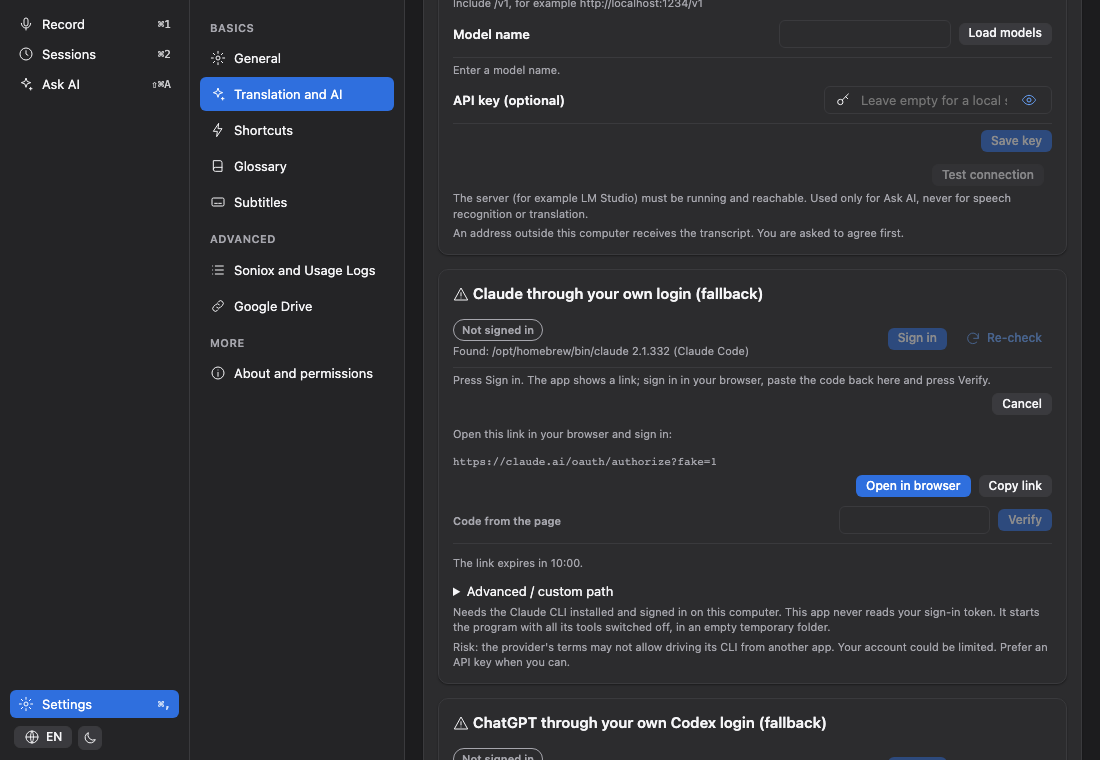 Record ⌘1
Sessions ⌘2
Ask AI ⇧⌘A
Settings ⌘,
EN
BASICS
General
Translation and AI
Shortcuts
Glossary
Subtitles
ADVANCED
Soniox and Usage Logs
Google Drive
MORE
About and permissions
Include /v1, for example http://localhost:1234/v1
Model name
Load models
Enter a model name.
API key (optional)
Leave empty for a local
Save key
Test connection
The server (for example LM Studio) must be running and reachable. Used only for Ask AI, never for speech
recognition or translation.
An address outside this computer receives the transcript. You are asked to agree first.
Claude through your own login (fallback)
Not signed in
Sign in
Re-check
Found: /opt/homebrew/bin/claude 2.1.332 (Claude Code)
Press Sign in. The app shows a link; sign in in your browser, paste the code back here and press Verify.
Cancel
Open this link in your browser and sign in:
https://claude.ai/oauth/authorize?fake=1
Open in browser
Copy link
Code from the page
Verify
The link expires in 10:00.
Advanced / custom path
Needs the Claude CLI installed and signed in on this computer. This app never reads your sign-in token. It starts
the program with all its tools switched off, in an empty temporary folder.
Risk: the provider's terms may not allow driving its CLI from another app. Your account could be limited. Prefer an
API key when you can.
ChatGPT through your own Codex login (fallback)
Not signed in